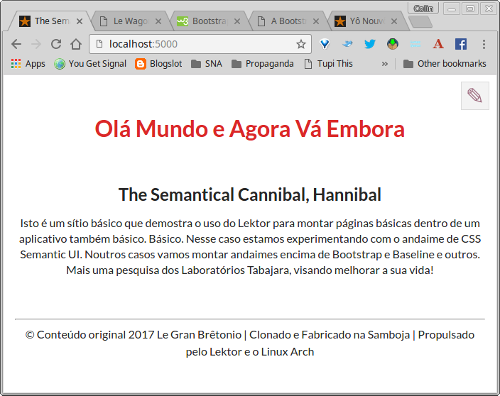 Caffe
The Sem
Le Wago
Bootstra
A Boots
Yô Nouv
localhost:5000
Apps You Get Signal Blogslot SNA Propaganda Tupi This » Other bookmarks
Olá Mundo e Agora Vá Embora
The Semantical Cannibal, Hannibal
Isto é um sítio básico que demostra o uso do Lektor para montar páginas básicas dentro de um
aplicativo também básico. Básico. Nesse caso estamos experimentando com o andaime de CSS
Semantic UI. Noutros casos vamos montar andaimes encima de Bootstrap e Baseline e outros.
Mais uma pesquisa dos Laboratórios Tabajara, visando melhorar a sua vida!
© Conteúdo original 2017 Le Gran Brêtonio | Clonado e Fabricado na Samboja | Propulsado
pelo Lektor e o Linux Arch